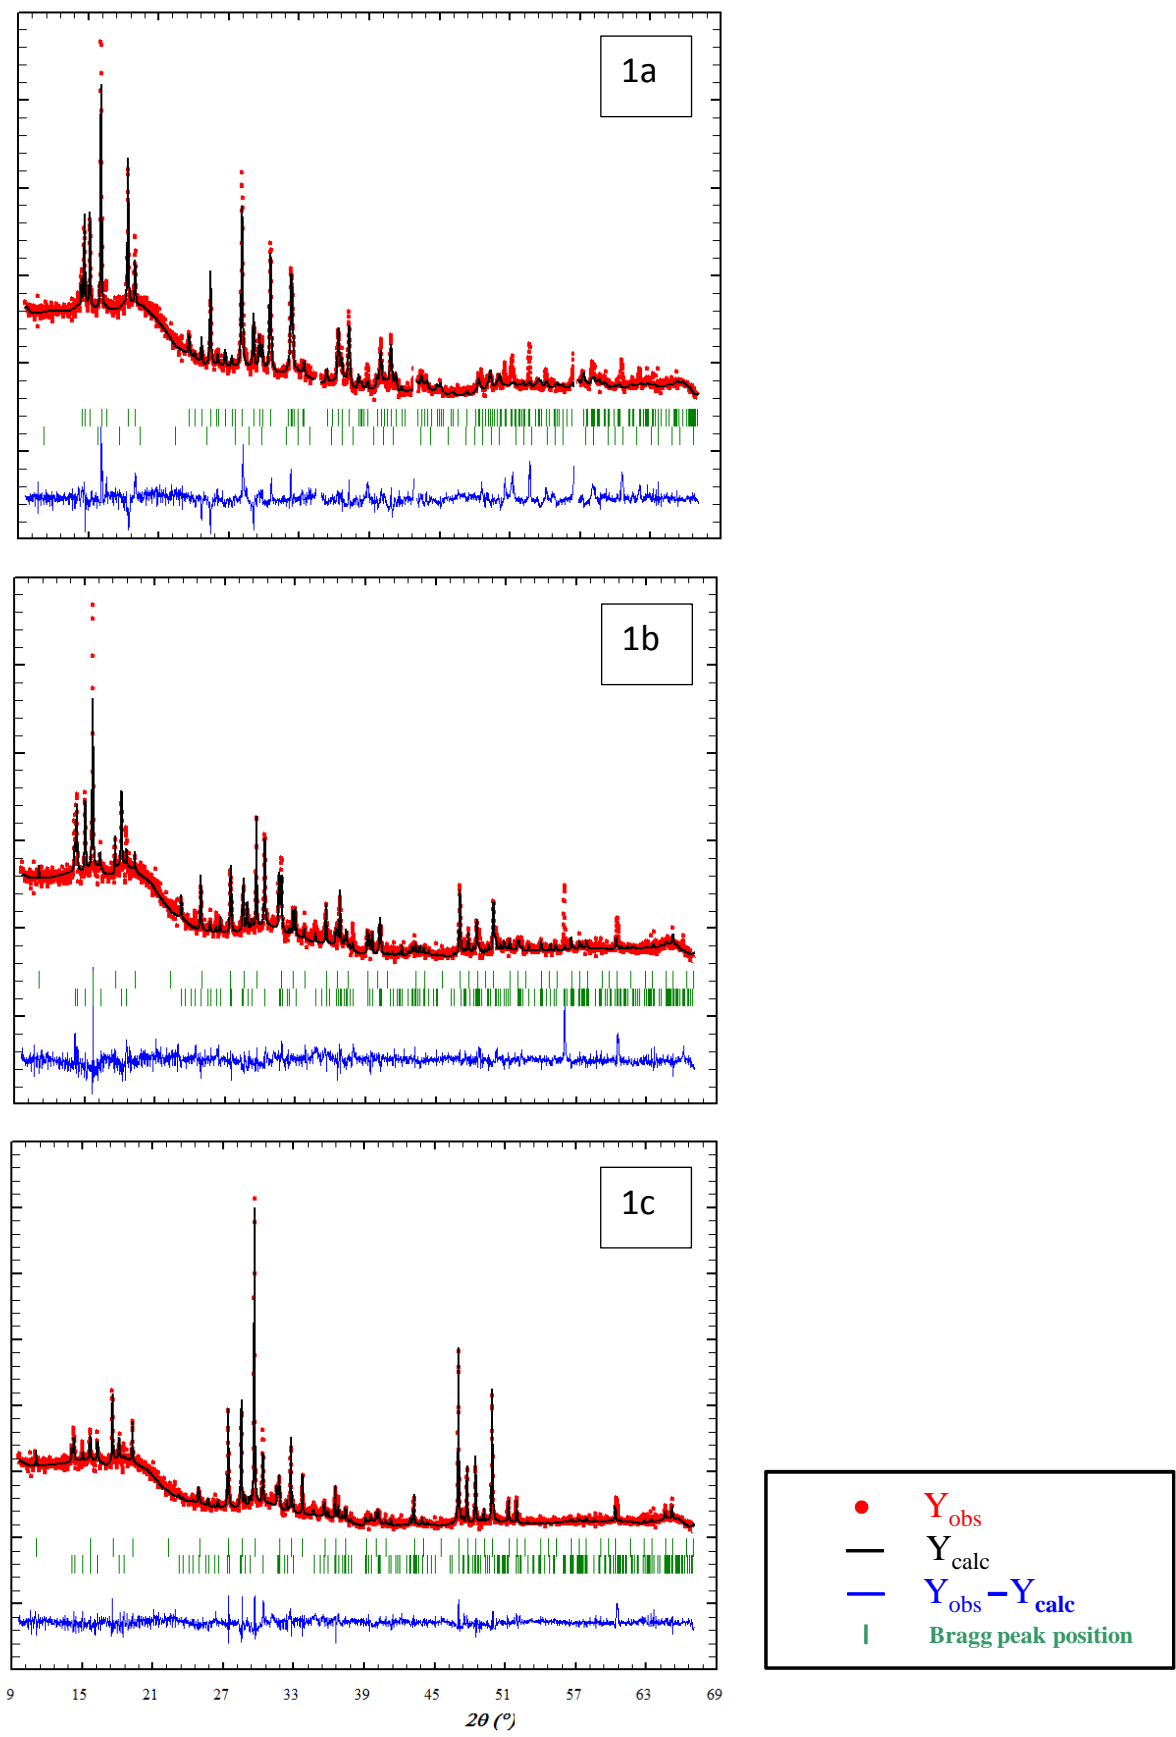 1a
1b
1c
Yobs
Ycalc
Yobs – Ycalc
Bragg peak position
9 15 21 27 33 39 45 51 57 63 69
2θ (°)